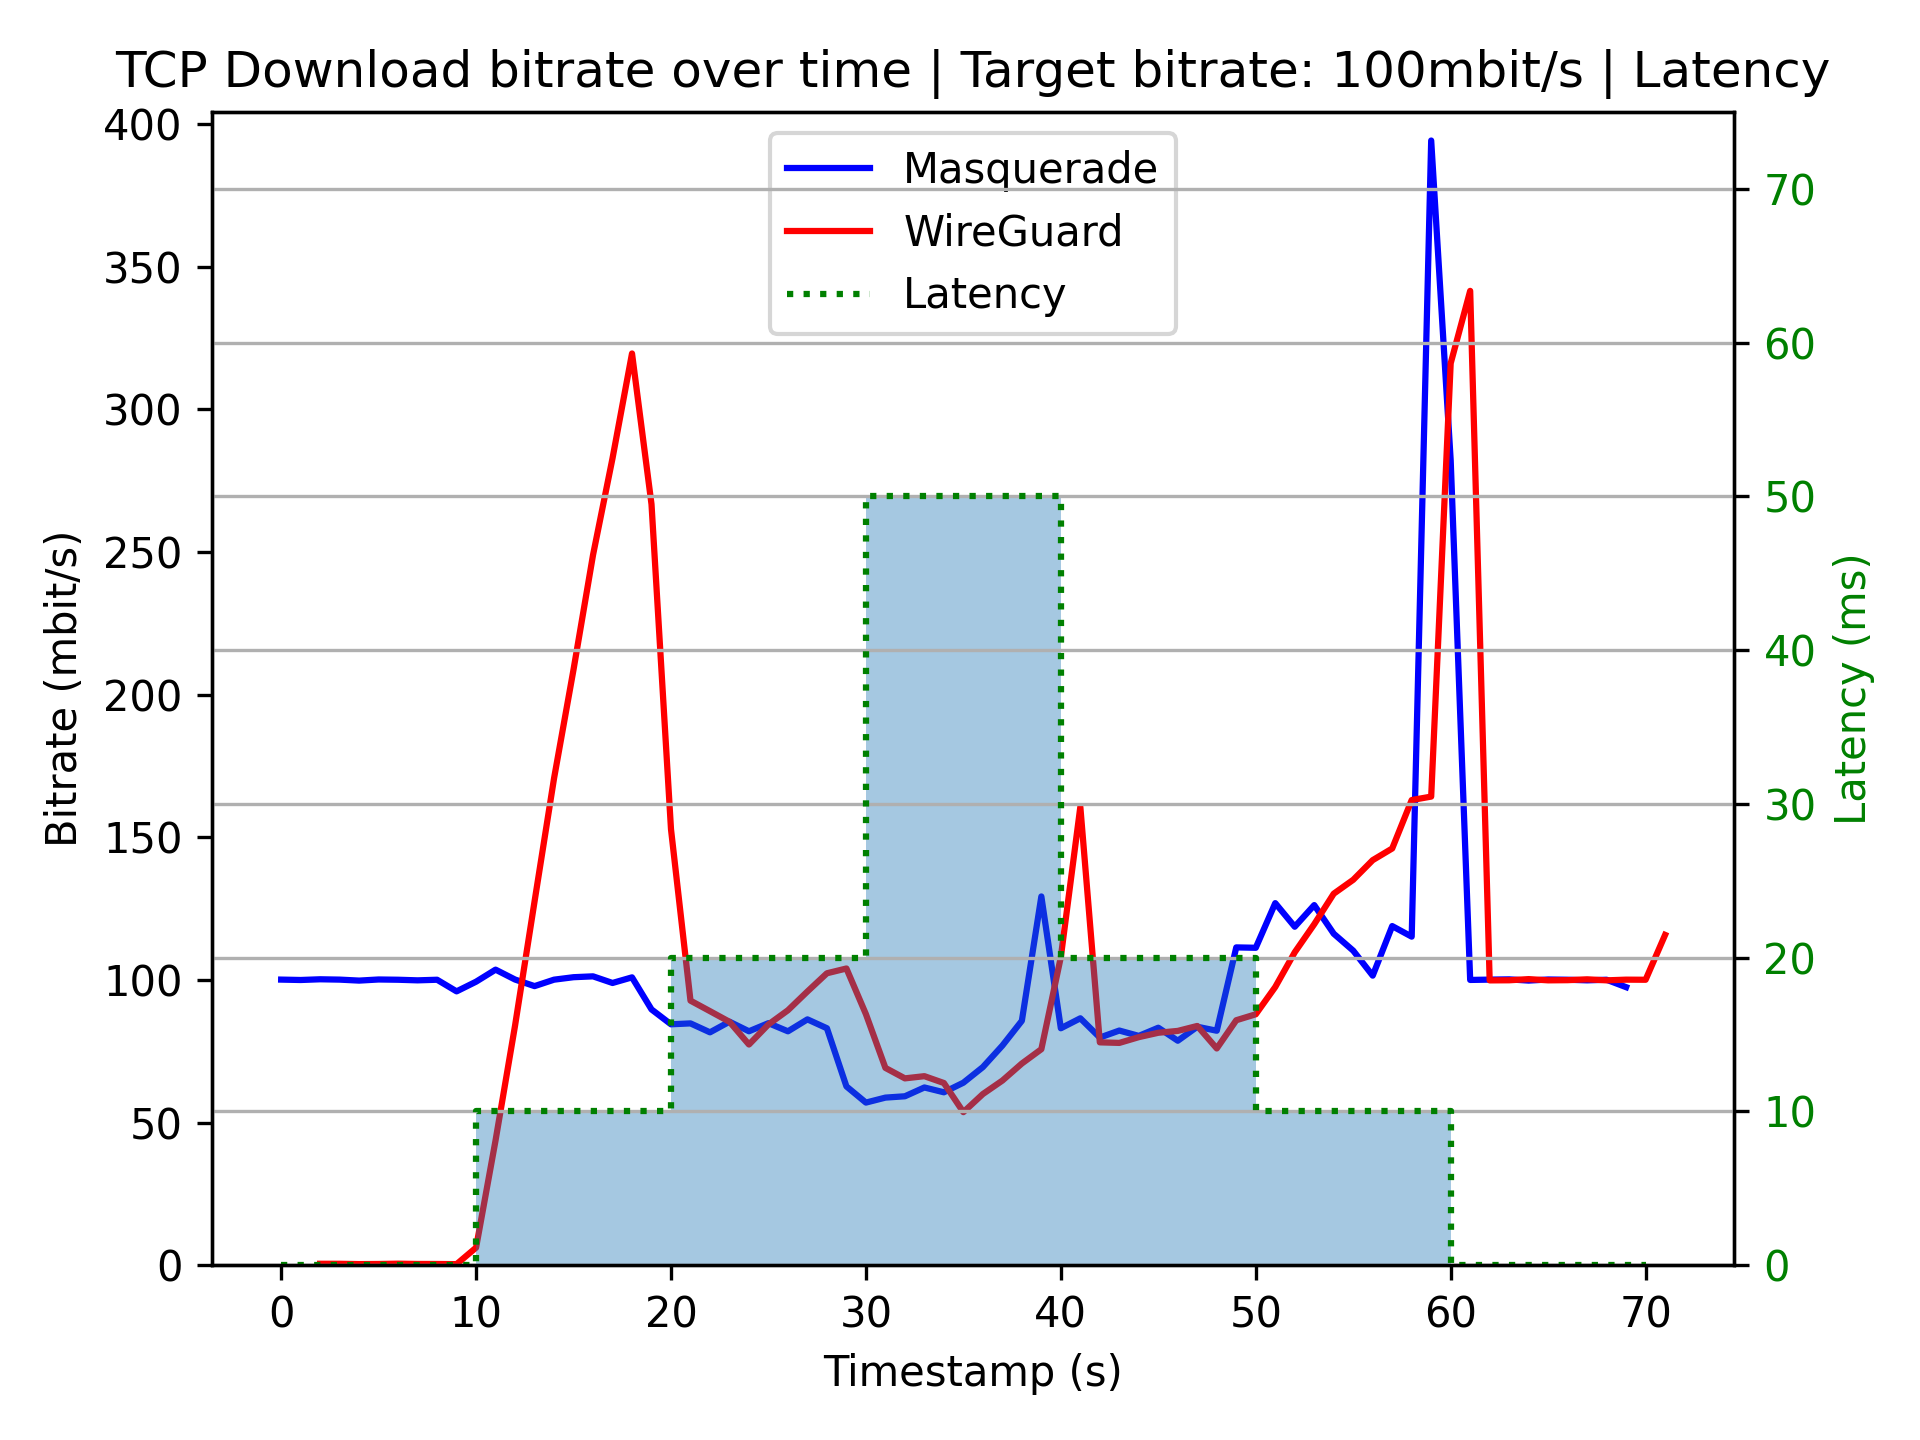 TCP Download bitrate over time | Target bitrate: 100mbit/s | Latency
Masquerade
WireGuard
Latency
Bitrate (mbit/s)
400
350
300
250
200
150
100
50
0
70
60
50
40
30
20
10
0
Latency (ms)
0 10 20 30 40 50 60 70
Timestamp (s)